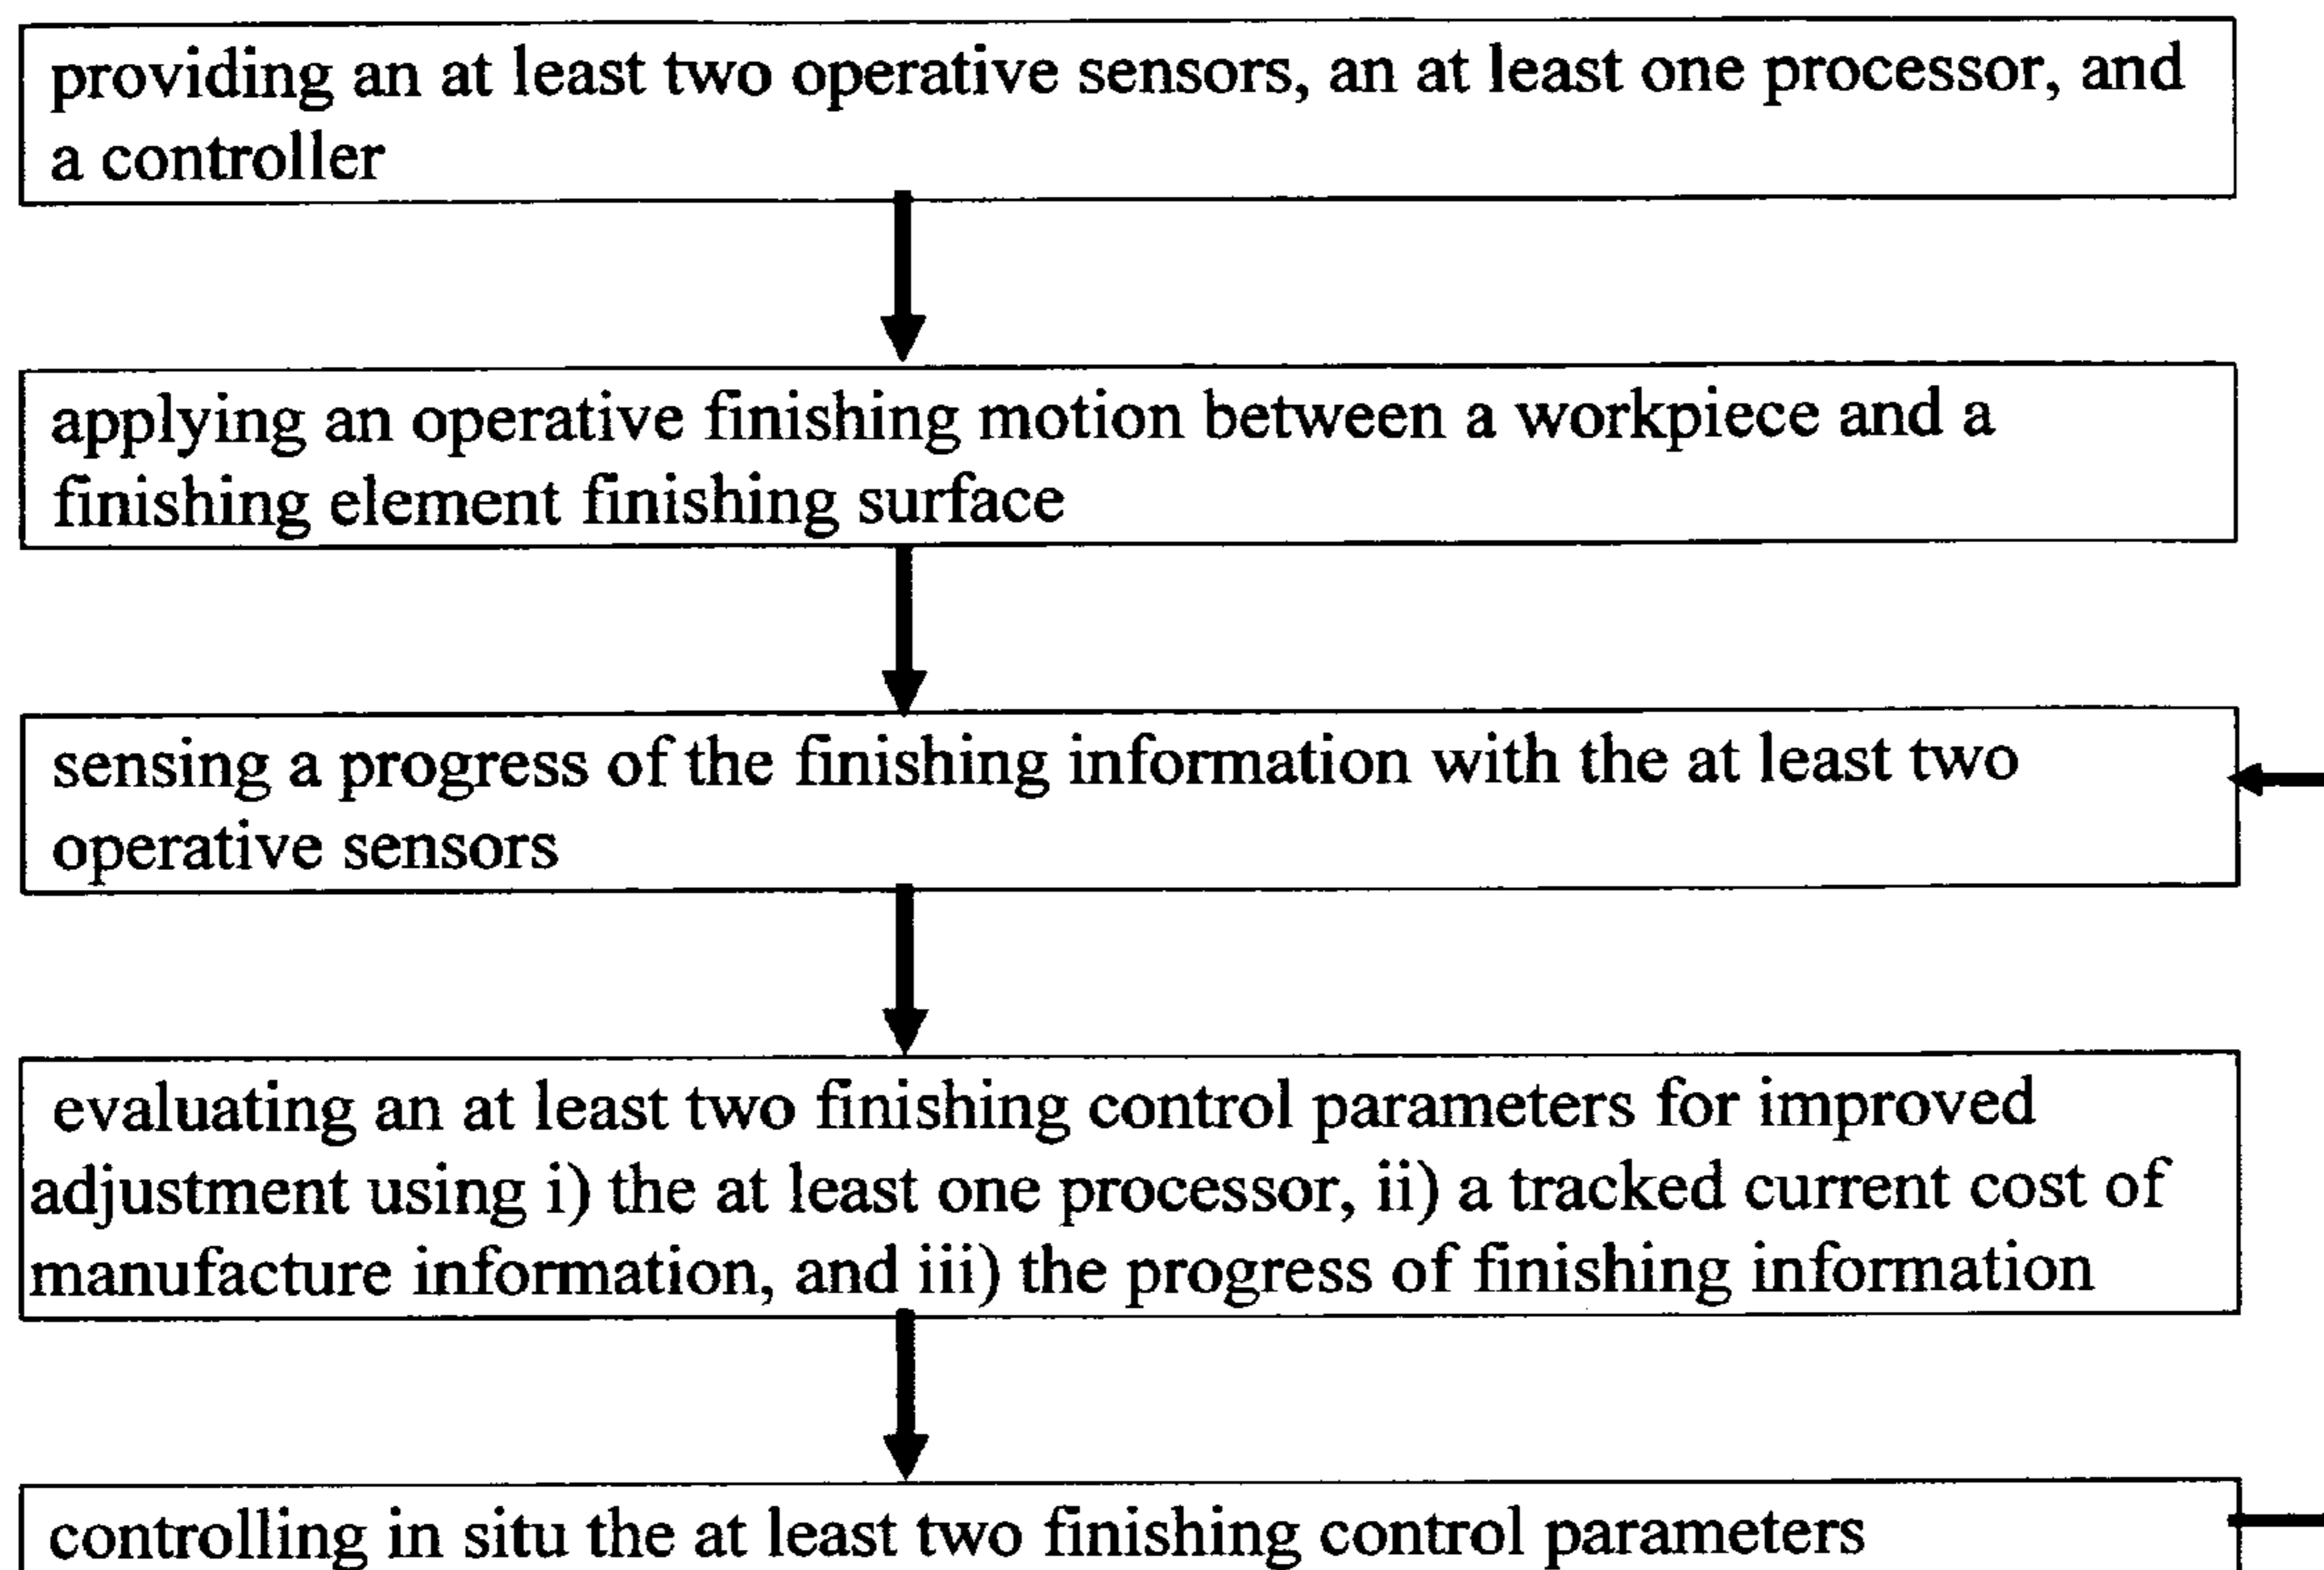 providing an at least two operative sensors, an at least one processor, and
a controller
applying an operative finishing motion between a workpiece and a
finishing element finishing surface
sensing a progress of the finishing information with the at least two
operative sensors
evaluating an at least two finishing control parameters for improved
adjustment using i) the at least one processor, ii) a tracked current cost of
manufacture information, and iii) the progress of finishing information
controlling in situ the at least two finishing control parameters